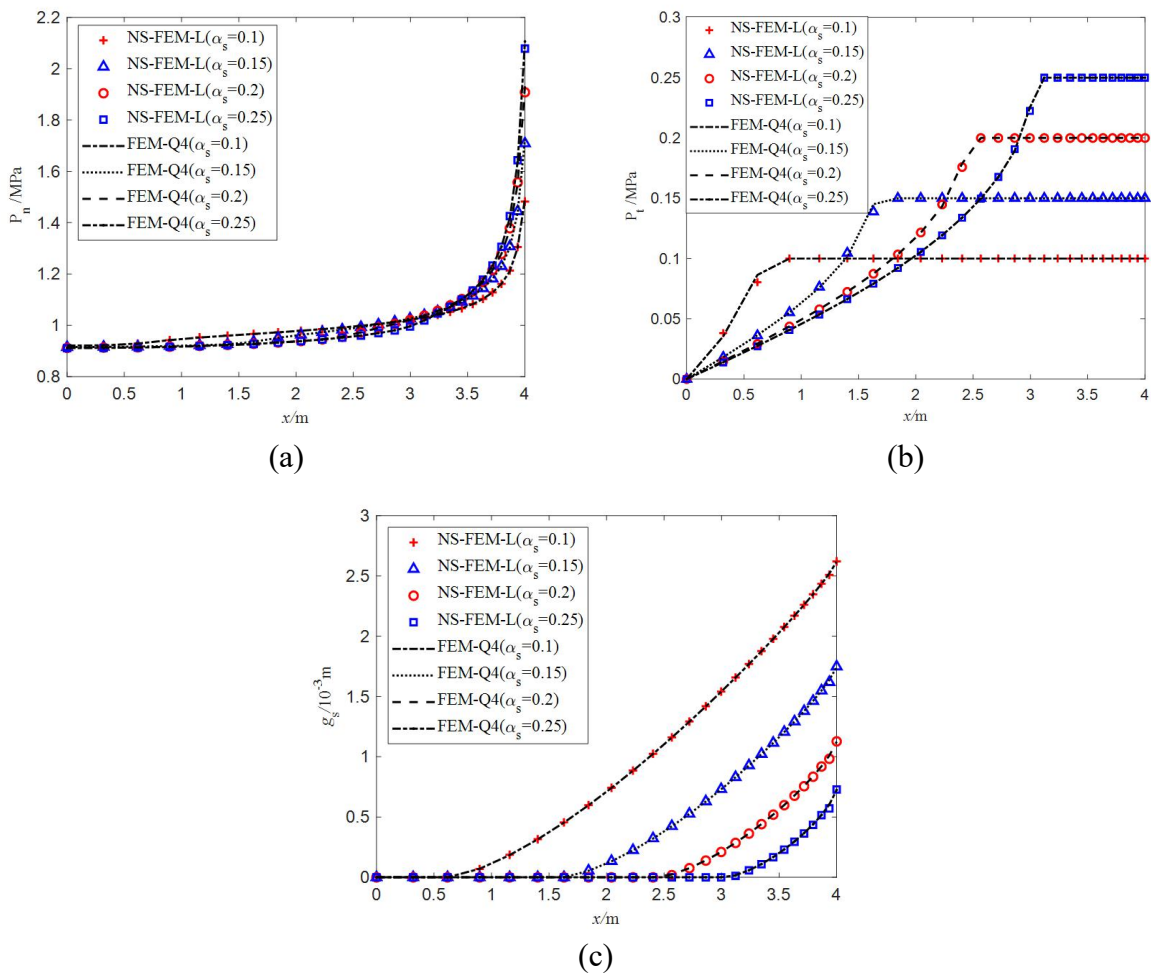 2.2
2
1.8
1.6
1.4
1.2
1
0.8
P_n /MPa
NS-FEM-L(α_s=0.1)
NS-FEM-L(α_s=0.15)
NS-FEM-L(α_s=0.2)
NS-FEM-L(α_s=0.25)
FEM-Q4(α_s=0.1)
FEM-Q4(α_s=0.15)
FEM-Q4(α_s=0.2)
FEM-Q4(α_s=0.25)
0 0.5 1 1.5 2 2.5 3 3.5 4
x/m
(a)
0.3
0.25
0.2
0.15
0.1
0.05
0
P_t /MPa
NS-FEM-L(α_s=0.1)
NS-FEM-L(α_s=0.15)
NS-FEM-L(α_s=0.2)
NS-FEM-L(α_s=0.25)
FEM-Q4(α_s=0.1)
FEM-Q4(α_s=0.15)
FEM-Q4(α_s=0.2)
FEM-Q4(α_s=0.25)
0 0.5 1 1.5 2 2.5 3 3.5 4
x/m
(b)
3
2.5
2
1.5
1
0.5
0
g_s/10^-3 m
NS-FEM-L(α_s=0.1)
NS-FEM-L(α_s=0.15)
NS-FEM-L(α_s=0.2)
NS-FEM-L(α_s=0.25)
FEM-Q4(α_s=0.1)
FEM-Q4(α_s=0.15)
FEM-Q4(α_s=0.2)
FEM-Q4(α_s=0.25)
0 0.5 1 1.5 2 2.5 3 3.5 4
x/m
(c)